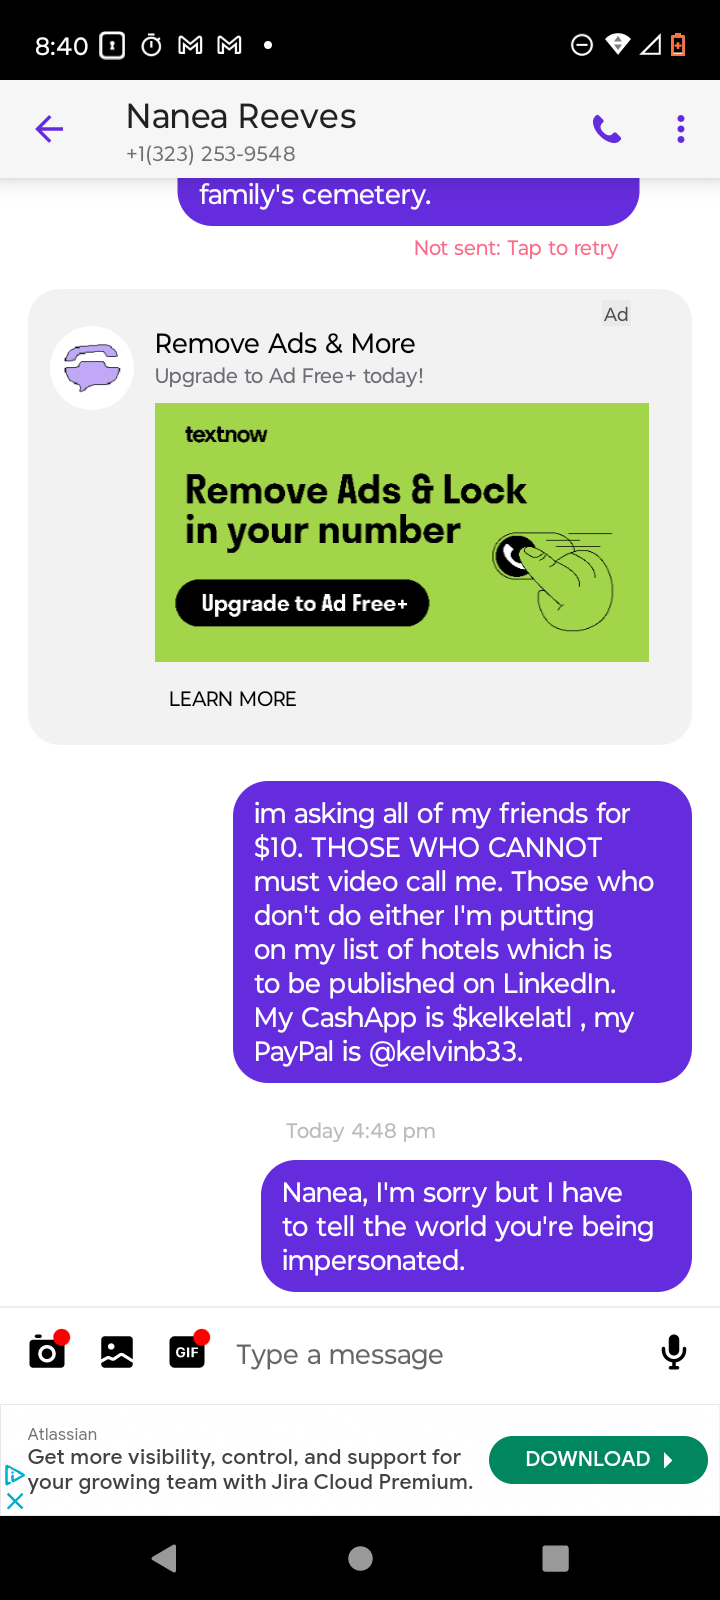 8:40
Nanea Reeves
+1(323) 253-9548
family's cemetery.
Not sent: Tap to retry
Ad
Remove Ads & More
Upgrade to Ad Free+ today!
textnow
Remove Ads & Lock
in your number
Upgrade to Ad Free+
LEARN MORE
im asking all of my friends for
$10. THOSE WHO CANNOT
must video call me. Those who
don't do either I'm putting
on my list of hotels which is
to be published on LinkedIn.
My CashApp is $kelkelatl , my
PayPal is @kelvinb33.
Today 4:48 pm
Nanea, I'm sorry but I have
to tell the world you're being
impersonated.
GIF
Type a message
Atlassian
Get more visibility, control, and support for
your growing team with Jira Cloud Premium.
DOWNLOAD